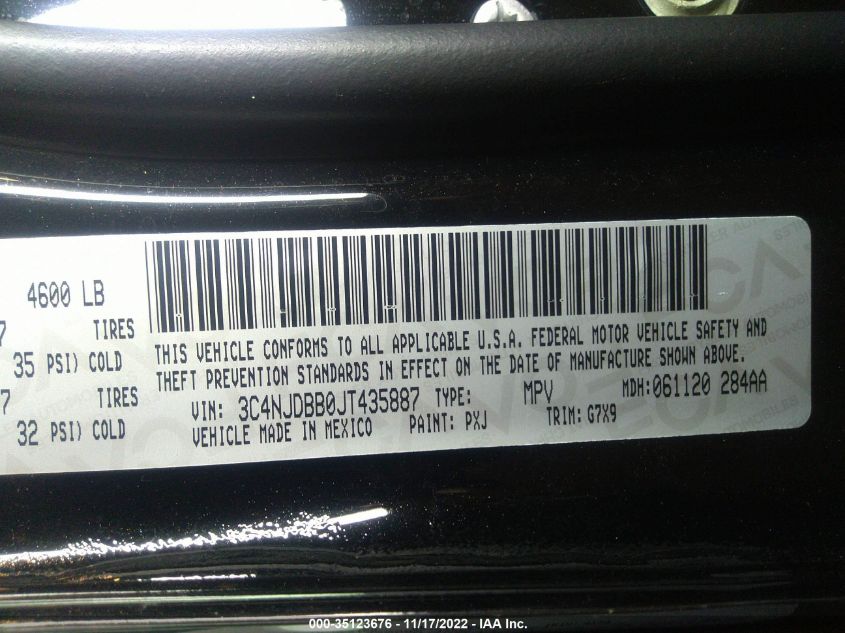 4600 LB
7 TIRES
35 PSI) COLD
7 TIRES
32 PSI) COLD
THIS VEHICLE CONFORMS TO ALL APPLICABLE U.S.A. FEDERAL MOTOR VEHICLE SAFETY AND
THEFT PREVENTION STANDARDS IN EFFECT ON THE DATE OF MANUFACTURE SHOWN ABOVE.
VIN: 3C4NJDBB0JT435887 TYPE: MPV MDH:061120 284AA
VEHICLE MADE IN MEXICO PAINT: PXJ TRIM: G7X9
000-35123676 - 11/17/2022 - IAA Inc.